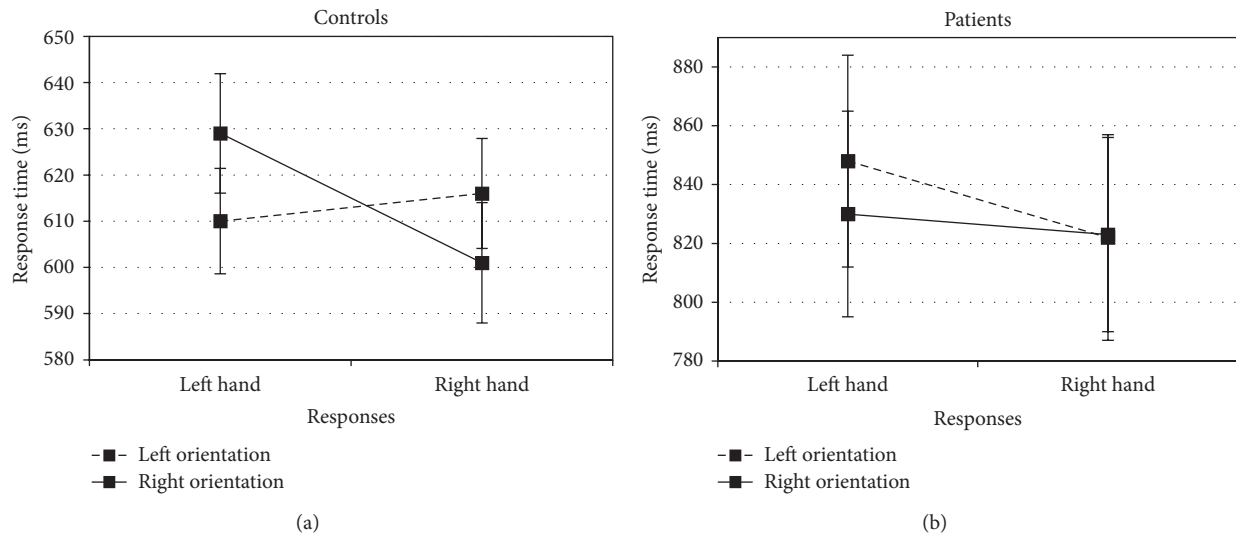 Controls
650
640
630
620
610
600
590
580
Response time (ms)
Left hand
Right hand
Responses
Left orientation
Right orientation
(a)
Patients
880
860
840
820
800
780
Response time (ms)
Left hand
Right hand
Responses
Left orientation
Right orientation
(b)